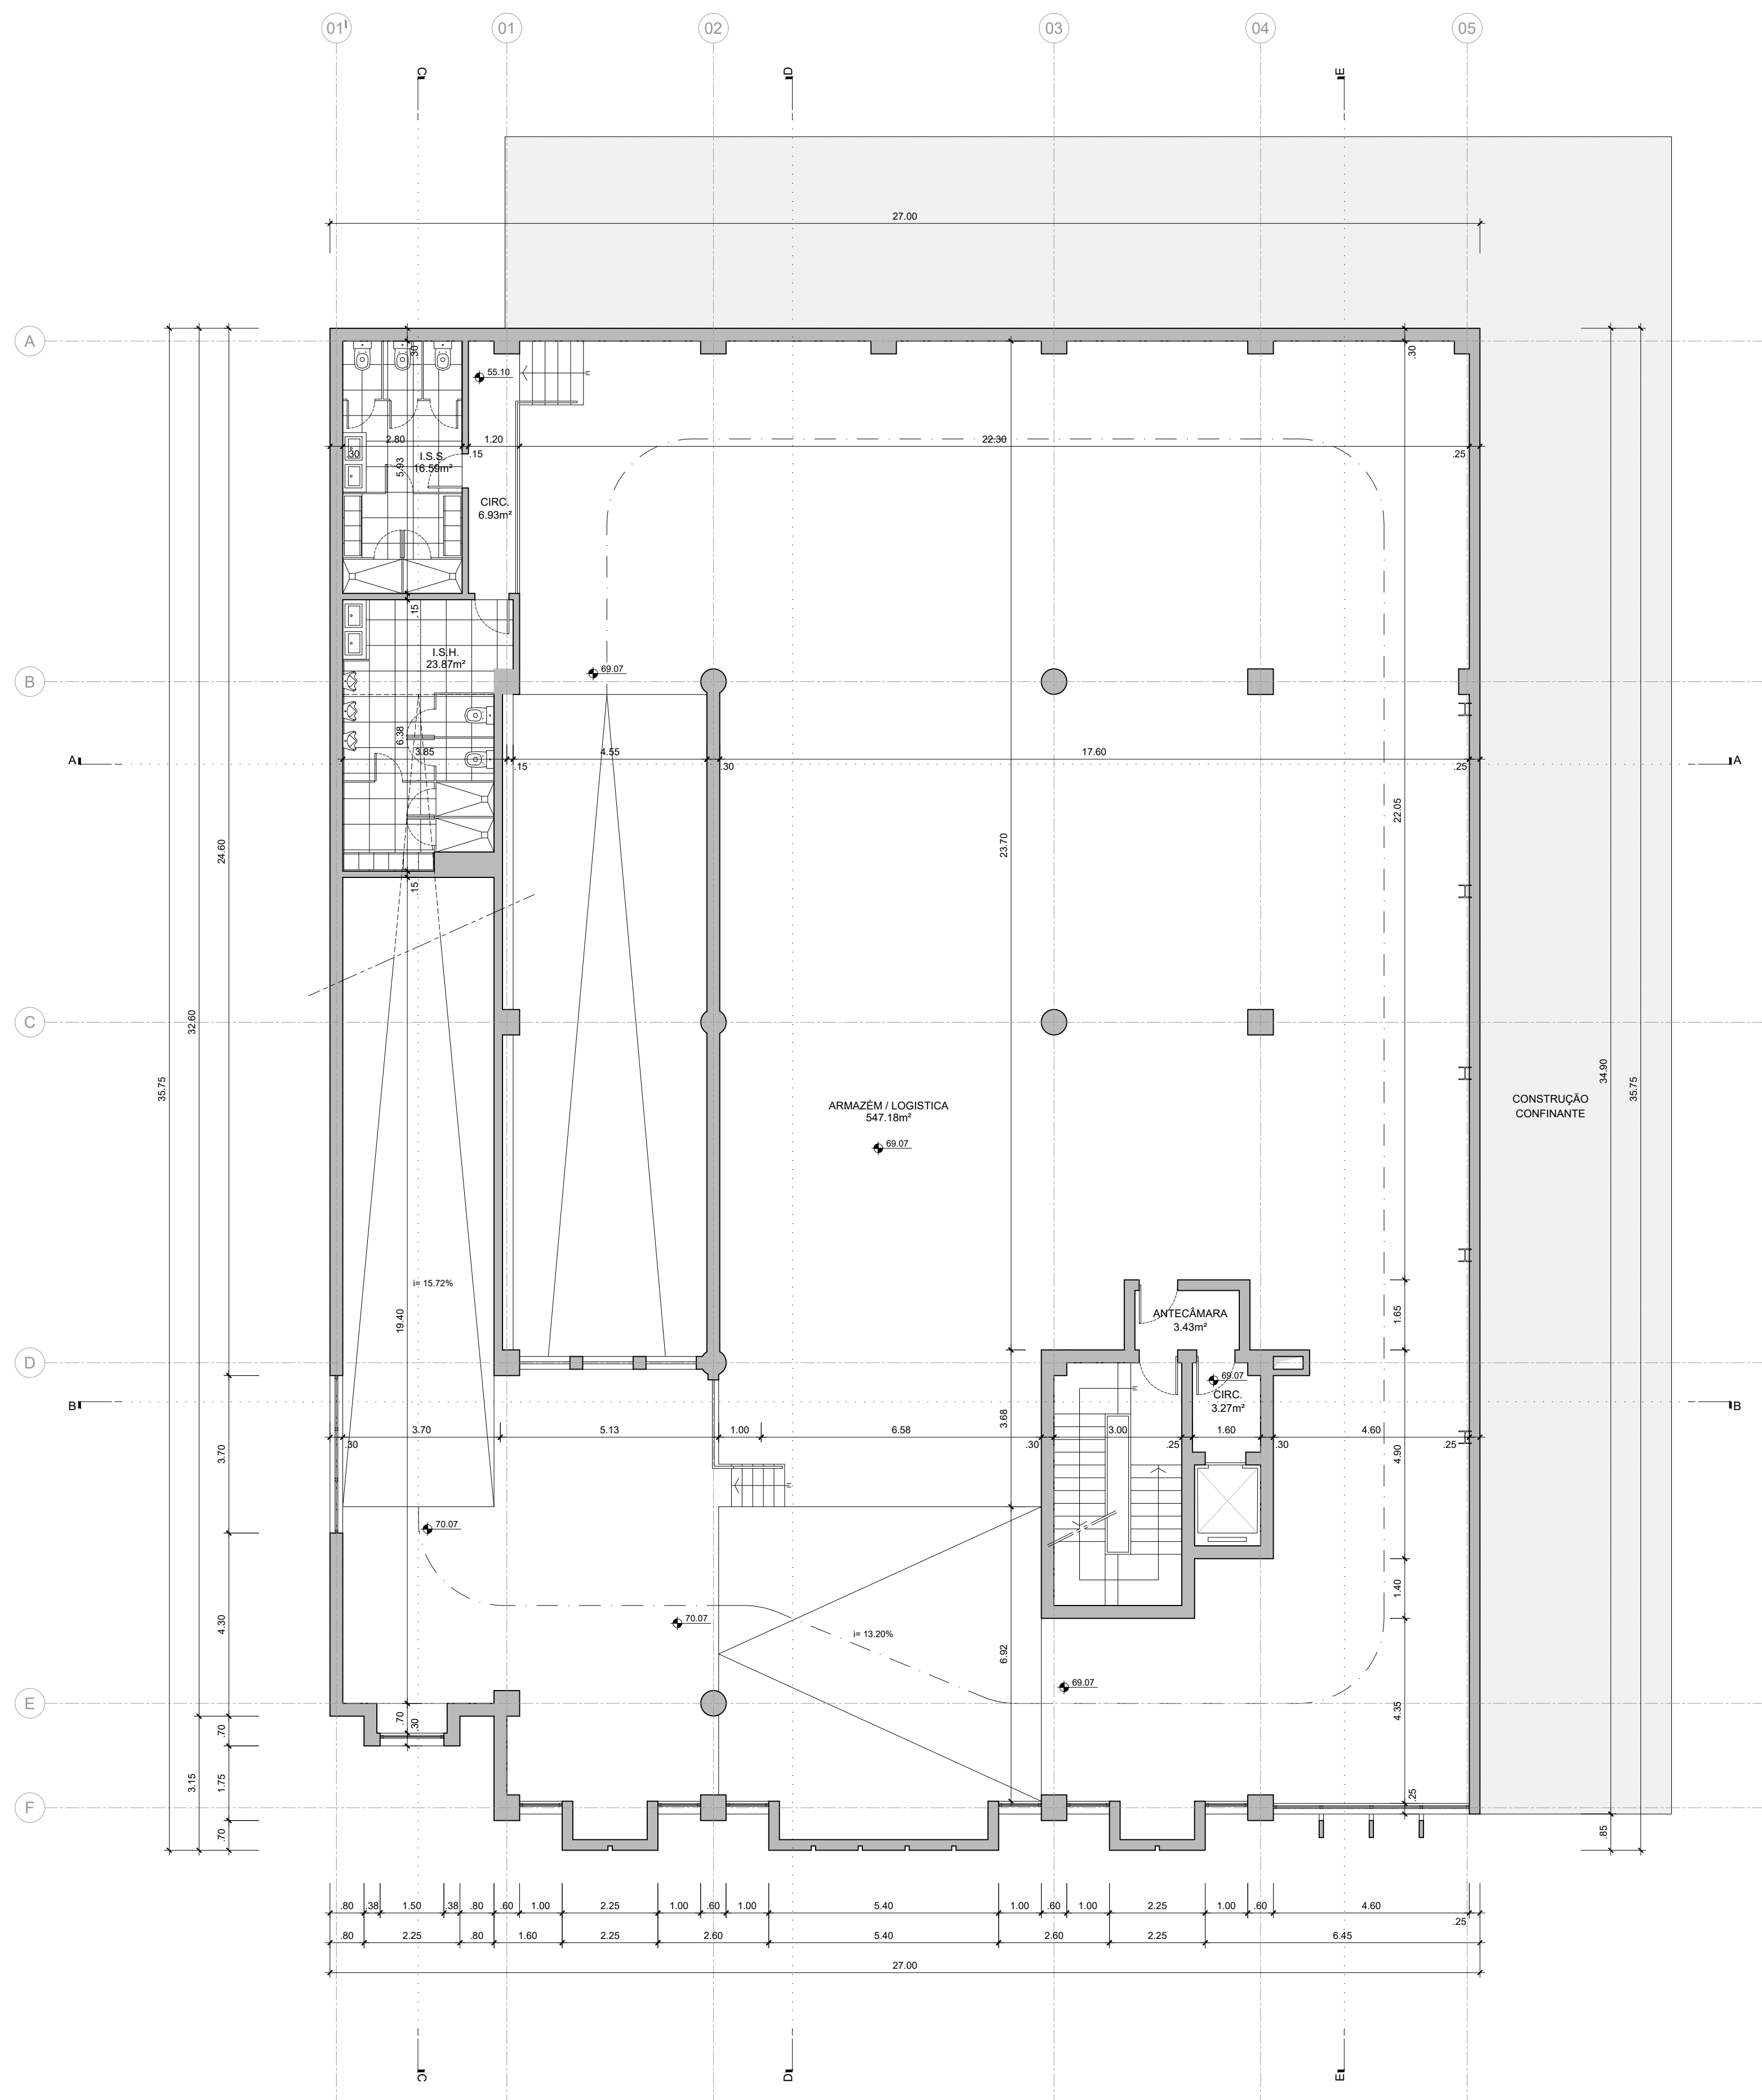 01I
01
02
03
04
05
C
D
E
27.00
A
.30
.30
55.10
2.80
1.20
22.30
.30
.15
.25
I.S.S.
16.59m²
5.93
CIRC.
6.93m²
.15
I.S.H.
23.87m²
69.07
B
6.38
3.85
4.55
17.60
.15
.30
.25
A
A
22.05
23.70
24.60
.15
C
32.60
35.75
34.90
35.75
CONSTRUÇÃO
CONFINANTE
ARMAZÉM / LOGISTICA
547.18m²
69.07
i= 15.72%
19.40
ANTECÂMARA
3.43m²
1.65
D
69.07
CIRC.
3.27m²
B
B
3.68
3.70
5.13
1.00
6.58
3.00
1.60
4.60
.30
.30
.25
.30
.25
3.70
4.90
70.07
70.07
i= 13.20%
4.30
1.40
6.92
69.07
E
.70
.30
4.35
.70
3.15
1.75
.25
F
.70
.85
.80
.38
1.50
.38
.80
.60
1.00
2.25
1.00
.60
1.00
5.40
1.00
.60
1.00
2.25
1.00
.60
4.60
.25
.80
2.25
.80
1.60
2.25
2.60
5.40
2.60
2.25
6.45
27.00
C
D
E